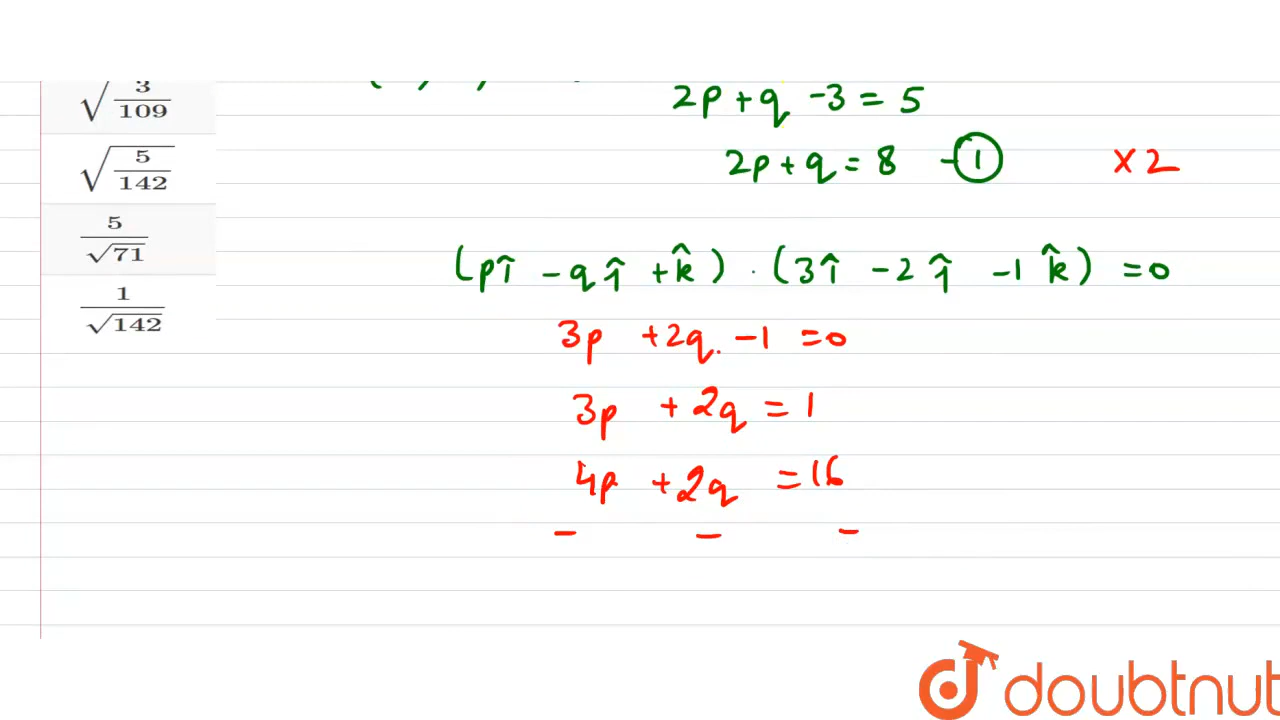 √(3/109)
√(5/142)
5/√71
1/√142
2p + q - 3 = 5
2p + q = 8 - ① × 2
(pî - qĵ + k̂) · (3î - 2ĵ - 1k̂) = 0
3p + 2q - 1 = 0
3p + 2q = 1
4p + 2q = 16
- - -
doubtnut